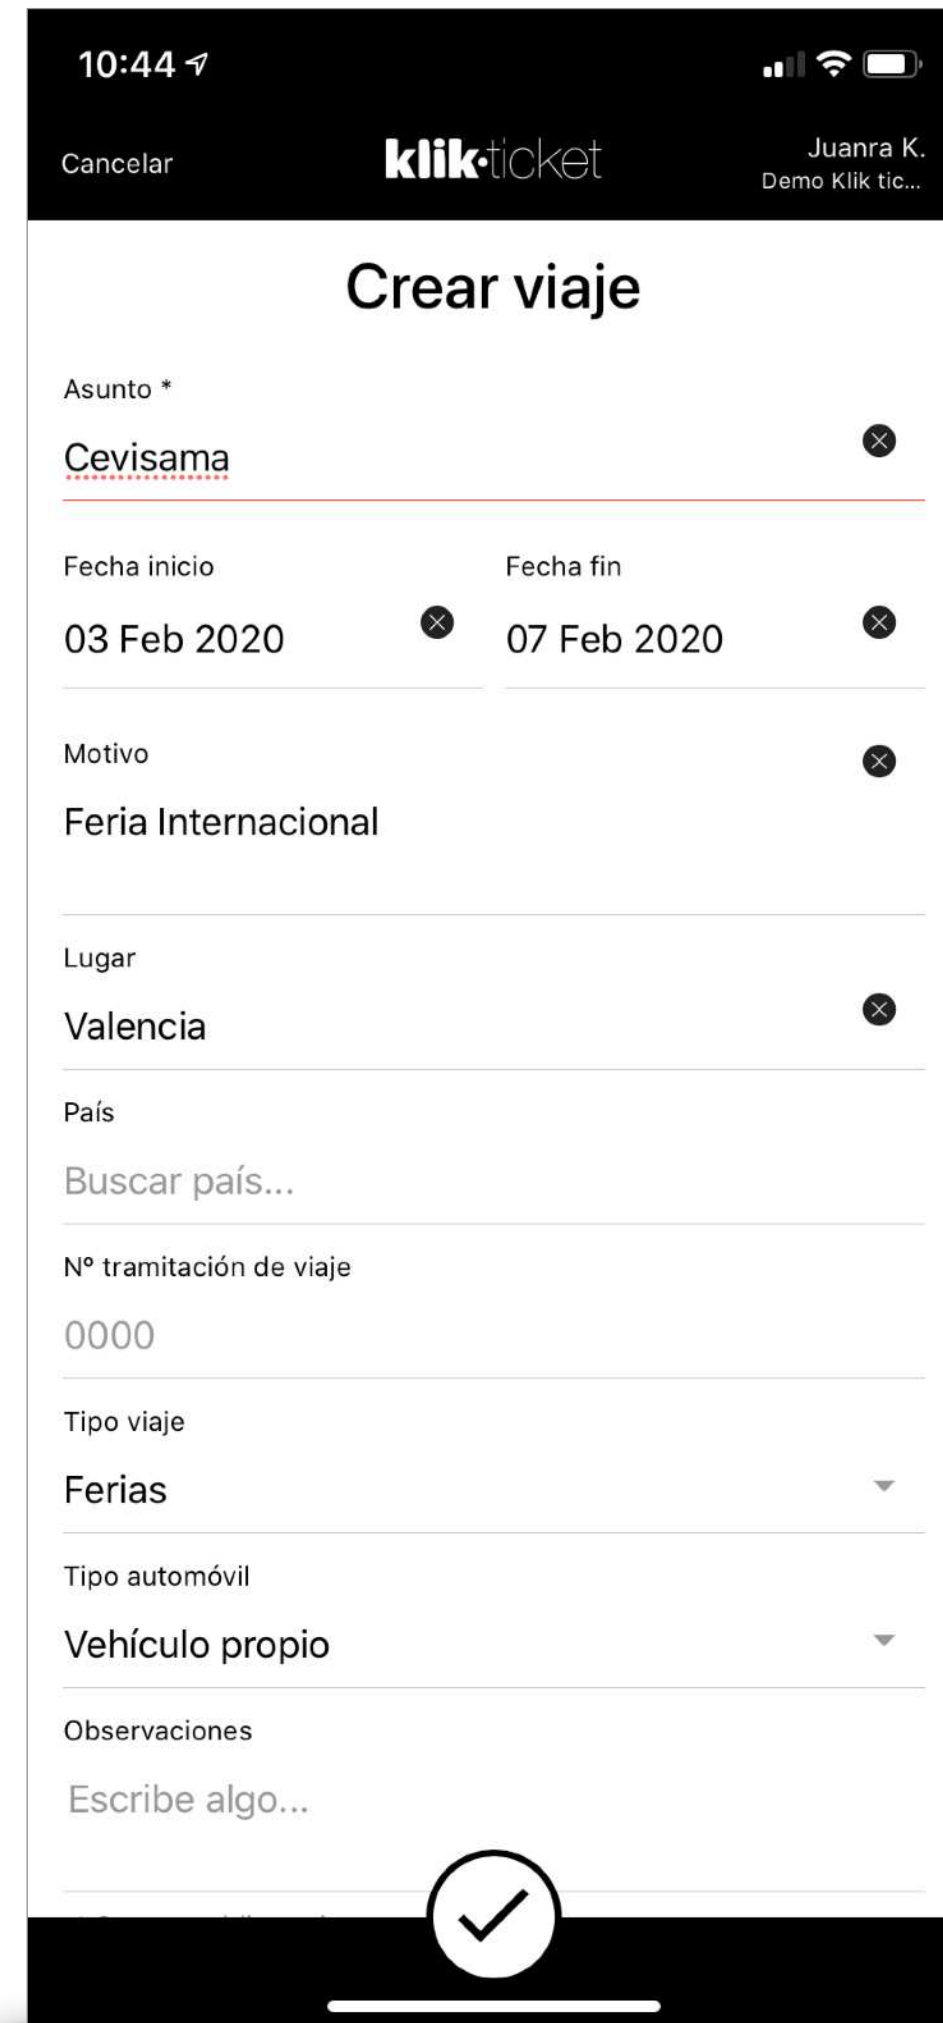 10:44
Cancelar
klik·ticket
Juanra K.
Demo Klik tic...
Crear viaje
Asunto *
Cevisama
Fecha inicio
Fecha fin
03 Feb 2020
07 Feb 2020
Motivo
Feria Internacional
Lugar
Valencia
País
Buscar país...
Nº tramitación de viaje
0000
Tipo viaje
Ferias
Tipo automóvil
Vehículo propio
Observaciones
Escribe algo...